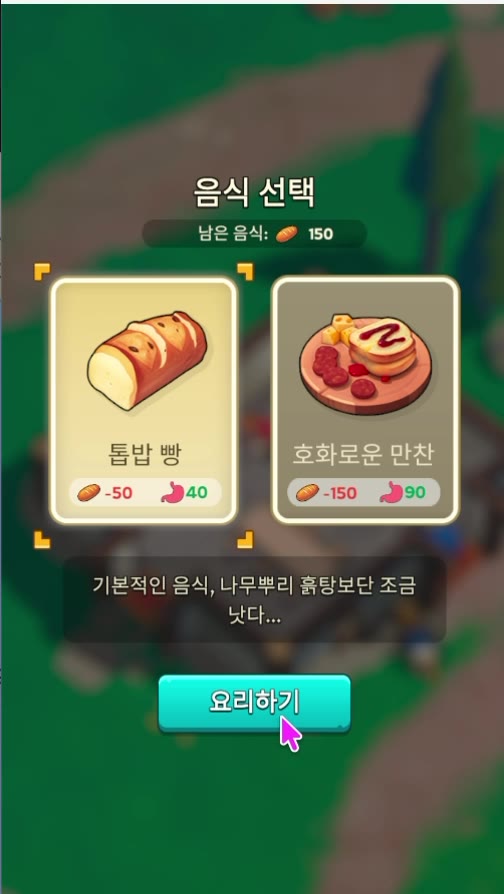 음식 선택
남은 음식: 150
톱밥 빵
호화로운 만찬
-50 40
-150 90
기본적인 음식, 나무뿌리 흙탕보단 조금
낫다...
요리하기